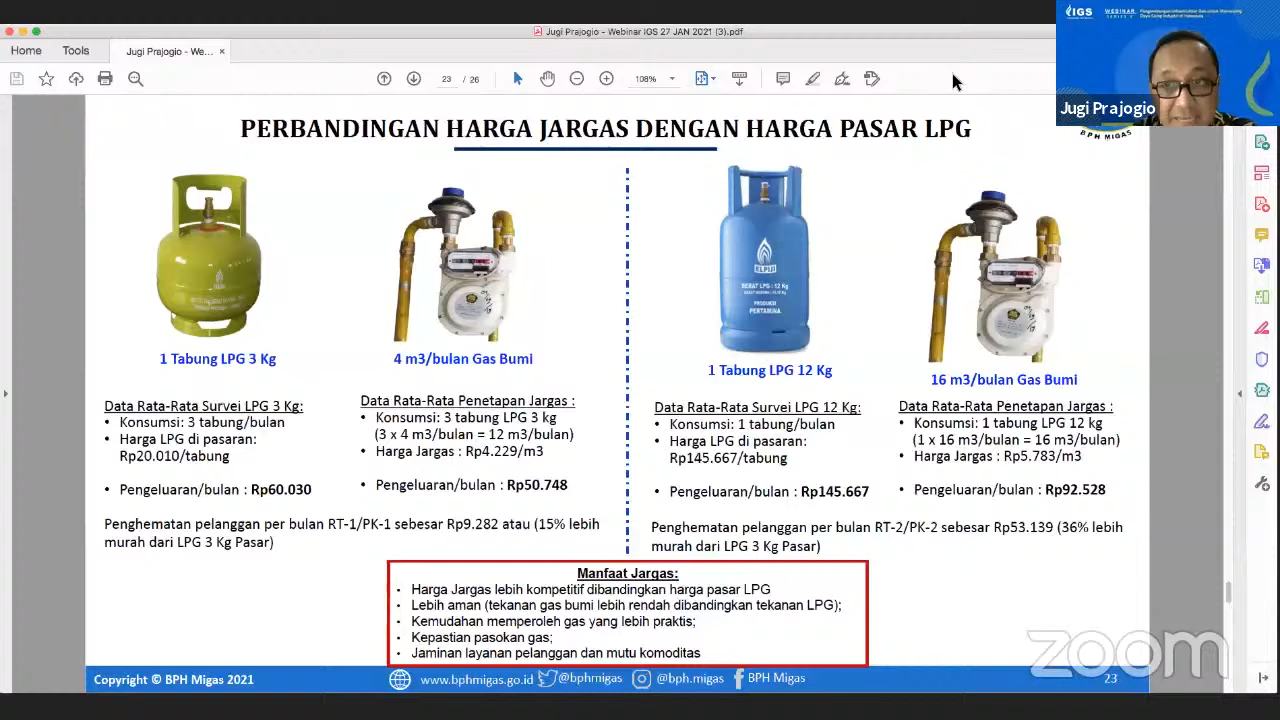 Jugi Prajogio - Webinar IGS 27 JAN 2021 (3).pdf
Home
Tools
Jugi Prajogio - We... ×
23 / 26
108%
IGS
WEBINAR
Jugi Prajogio
BPH MIGAS
PERBANDINGAN HARGA JARGAS DENGAN HARGA PASAR LPG
1 Tabung LPG 3 Kg
4 m3/bulan Gas Bumi
Data Rata-Rata Survei LPG 3 Kg:
• Konsumsi: 3 tabung/bulan
• Harga LPG di pasaran:
Rp20.010/tabung
• Pengeluaran/bulan : Rp60.030
Data Rata-Rata Penetapan Jargas :
• Konsumsi: 3 tabung LPG 3 kg
(3 x 4 m3/bulan = 12 m3/bulan)
• Harga Jargas : Rp4.229/m3
• Pengeluaran/bulan : Rp50.748
Penghematan pelanggan per bulan RT-1/PK-1 sebesar Rp9.282 atau (15% lebih
murah dari LPG 3 Kg Pasar)
ELPIJI
BERAT LPG : 12 Kg
PRODUKSI
PERTAMINA
1 Tabung LPG 12 Kg
16 m3/bulan Gas Bumi
Data Rata-Rata Survei LPG 12 Kg:
• Konsumsi: 1 tabung/bulan
• Harga LPG di pasaran:
Rp145.667/tabung
• Pengeluaran/bulan : Rp145.667
Data Rata-Rata Penetapan Jargas :
• Konsumsi: 1 tabung LPG 12 kg
(1 x 16 m3/bulan = 16 m3/bulan)
• Harga Jargas : Rp5.783/m3
• Pengeluaran/bulan : Rp92.528
Penghematan pelanggan per bulan RT-2/PK-2 sebesar Rp53.139 (36% lebih
murah dari LPG 3 Kg Pasar)
Manfaat Jargas:
- Harga Jargas lebih kompetitif dibandingkan harga pasar LPG
- Lebih aman (tekanan gas bumi lebih rendah dibandingkan tekanan LPG);
- Kemudahan memperoleh gas yang lebih praktis;
- Kepastian pasokan gas;
- Jaminan layanan pelanggan dan mutu komoditas
zoom
Copyright © BPH Migas 2021
www.bphmigas.go.id
@bphmigas
@bph.migas
BPH Migas
23